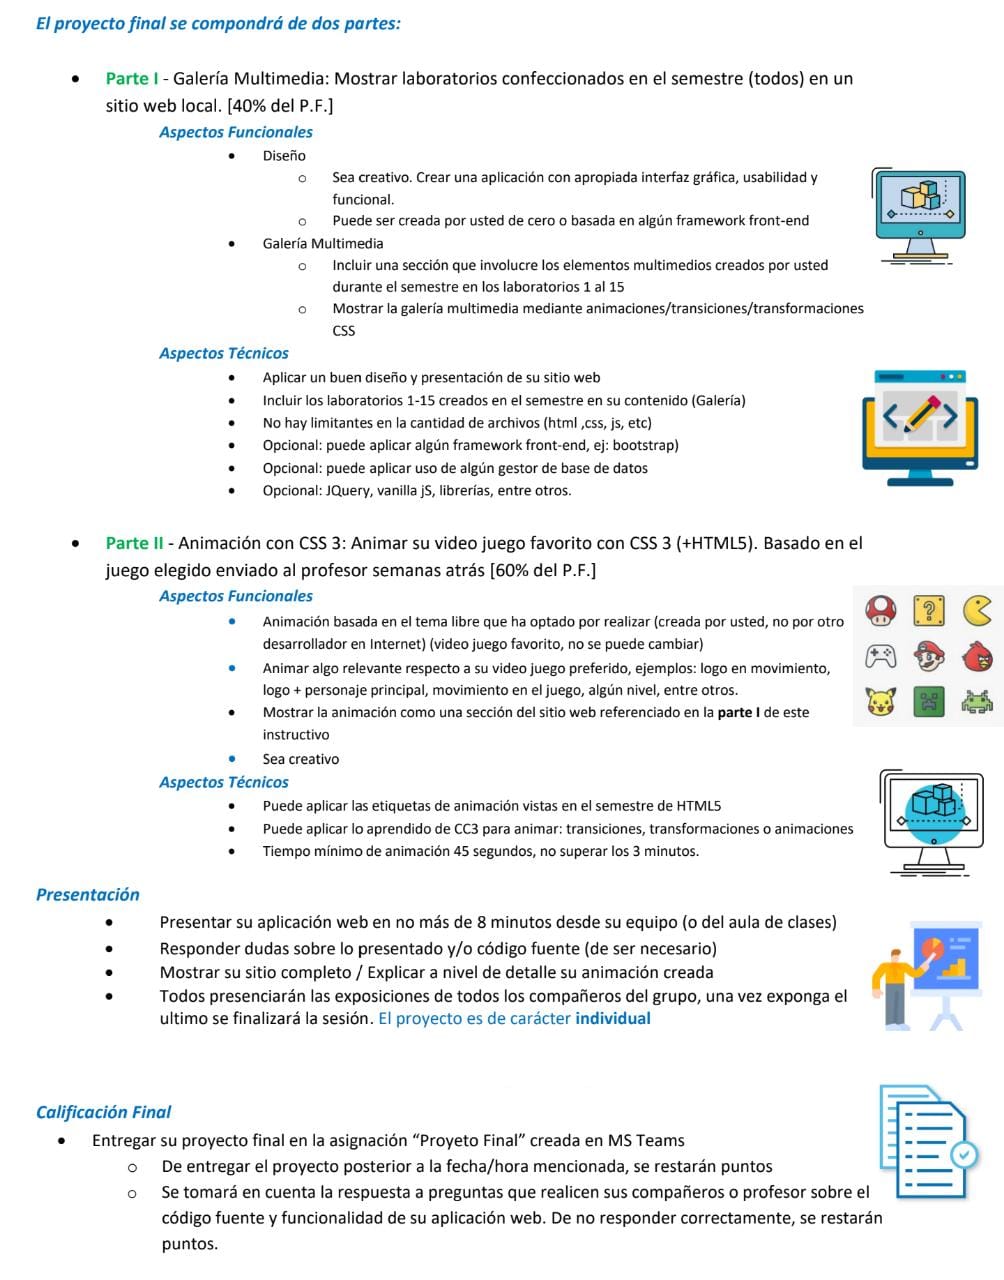 El proyecto final se compondrá de dos partes:
• Parte I - Galería Multimedia: Mostrar laboratorios confeccionados en el semestre (todos) en un
sitio web local. [40% del P.F.]
Aspectos Funcionales
• Diseño
o Sea creativo. Crear una aplicación con apropiada interfaz gráfica, usabilidad y
funcional.
o Puede ser creada por usted de cero o basada en algún framework front-end
• Galería Multimedia
o Incluir una sección que involucre los elementos multimedios creados por usted
durante el semestre en los laboratorios 1 al 15
o Mostrar la galería multimedia mediante animaciones/transiciones/transformaciones
CSS
Aspectos Técnicos
• Aplicar un buen diseño y presentación de su sitio web
• Incluir los laboratorios 1-15 creados en el semestre en su contenido (Galería)
• No hay limitantes en la cantidad de archivos (html ,css, js, etc)
• Opcional: puede aplicar algún framework front-end, ej: bootstrap)
• Opcional: puede aplicar uso de algún gestor de base de datos
• Opcional: JQuery, vanilla jS, librerías, entre otros.
• Parte II - Animación con CSS 3: Animar su video juego favorito con CSS 3 (+HTML5). Basado en el
juego elegido enviado al profesor semanas atrás [60% del P.F.]
Aspectos Funcionales
• Animación basada en el tema libre que ha optado por realizar (creada por usted, no por otro
desarrollador en Internet) (video juego favorito, no se puede cambiar)
• Animar algo relevante respecto a su video juego preferido, ejemplos: logo en movimiento,
logo + personaje principal, movimiento en el juego, algún nivel, entre otros.
• Mostrar la animación como una sección del sitio web referenciado en la parte I de este
instructivo
• Sea creativo
Aspectos Técnicos
• Puede aplicar las etiquetas de animación vistas en el semestre de HTML5
• Puede aplicar lo aprendido de CC3 para animar: transiciones, transformaciones o animaciones
• Tiempo mínimo de animación 45 segundos, no superar los 3 minutos.
Presentación
• Presentar su aplicación web en no más de 8 minutos desde su equipo (o del aula de clases)
• Responder dudas sobre lo presentado y/o código fuente (de ser necesario)
• Mostrar su sitio completo / Explicar a nivel de detalle su animación creada
• Todos presenciarán las exposiciones de todos los compañeros del grupo, una vez exponga el
ultimo se finalizará la sesión. El proyecto es de carácter individual
Calificación Final
• Entregar su proyecto final en la asignación “Proyeto Final” creada en MS Teams
o De entregar el proyecto posterior a la fecha/hora mencionada, se restarán puntos
o Se tomará en cuenta la respuesta a preguntas que realicen sus compañeros o profesor sobre el
código fuente y funcionalidad de su aplicación web. De no responder correctamente, se restarán
puntos.